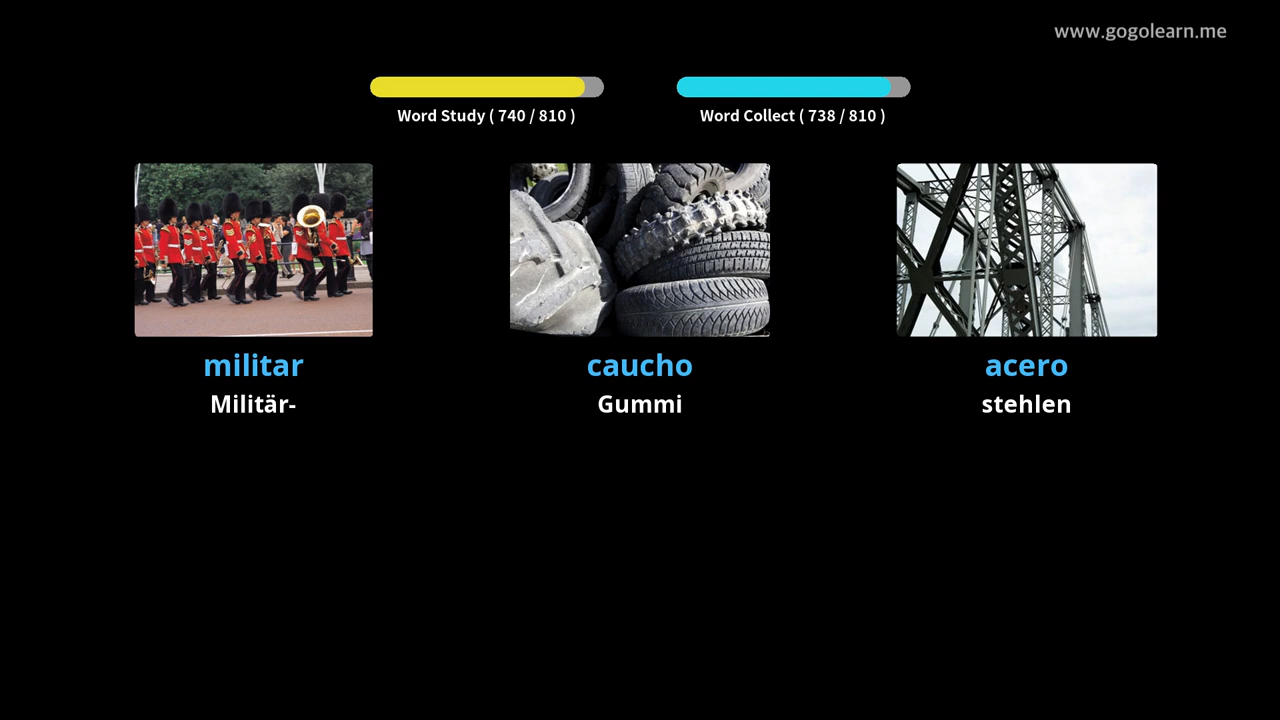 www.gogolearn.me
Word Study ( 740 / 810 )
Word Collect ( 738 / 810 )
militar
caucho
acero
Militär-
Gummi
stehlen